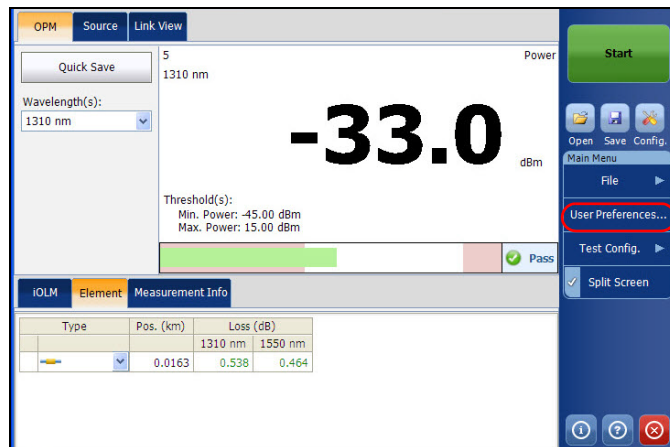 OPM
Source
Link View
Quick Save
Wavelength(s):
1310 nm
5
Power
1310 nm
-33.0
dBm
Threshold(s):
Min. Power: -45.00 dBm
Max. Power: 15.00 dBm
Pass
iOLM
Element
Measurement Info
Type Pos. (km) Loss (dB)
1310 nm 1550 nm
0.0163 0.538 0.464
Start
Open Save Config.
Main Menu
File
User Preferences...
Test Config.
Split Screen